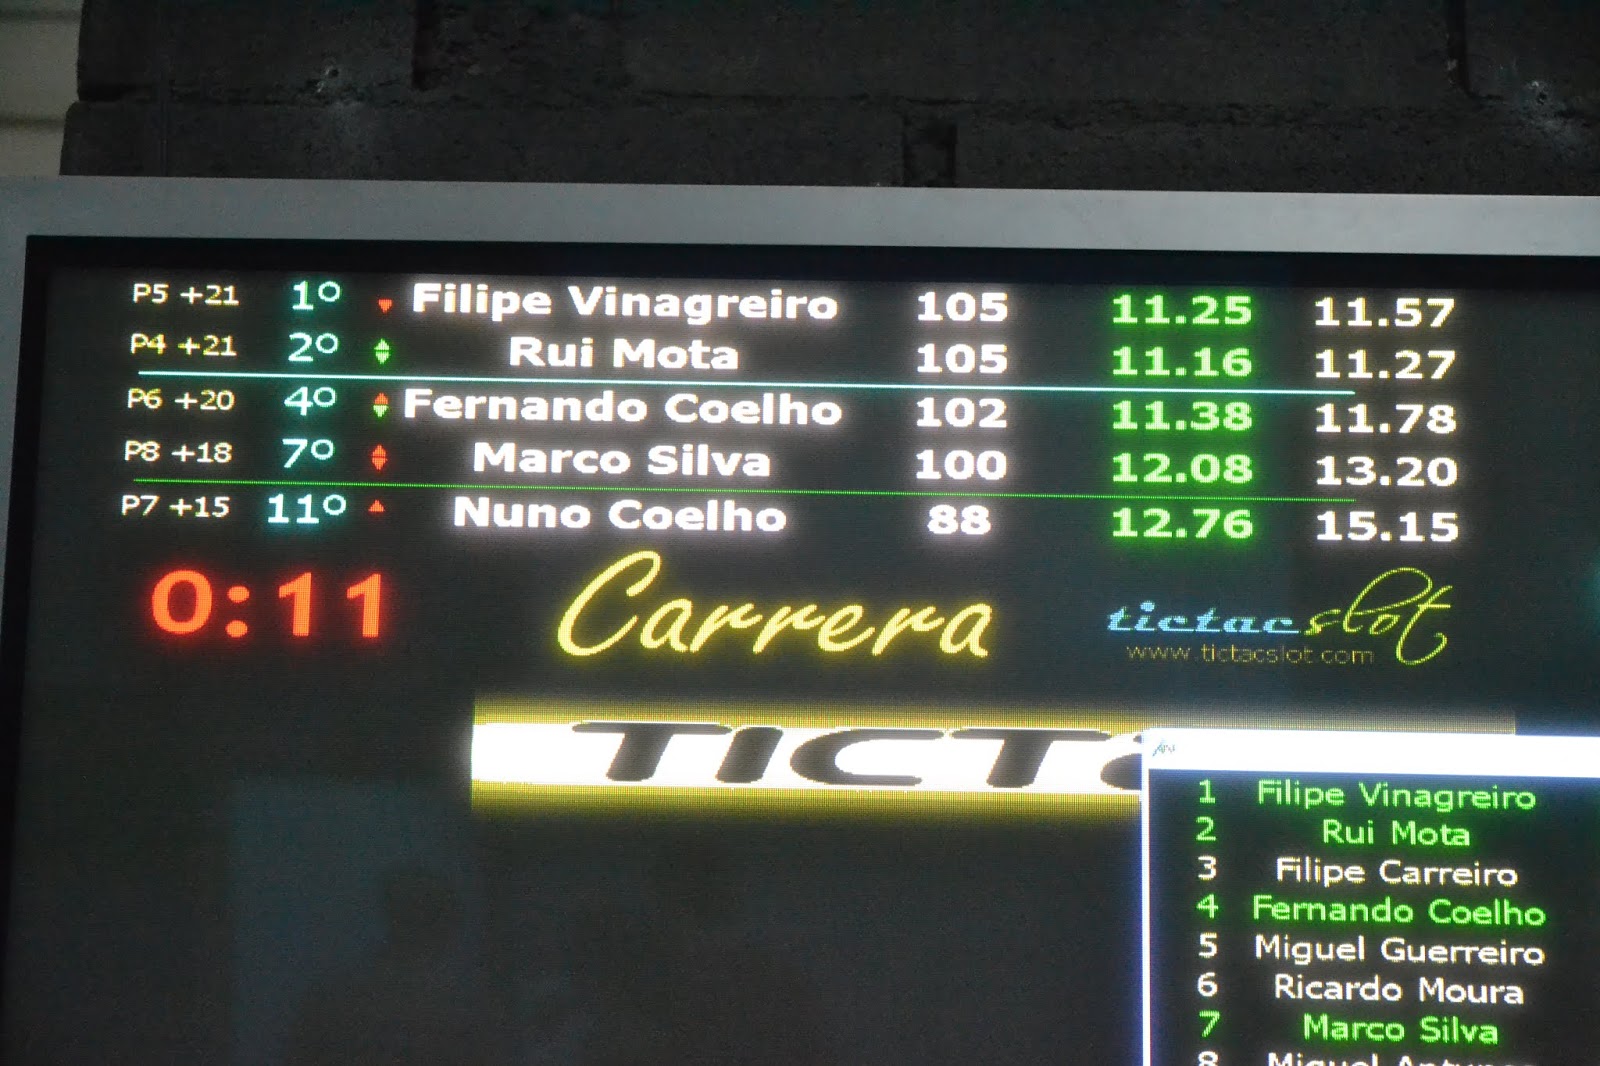 P5 +21 1º Filipe Vinagreiro 105 11.25 11.57
P4 +21 2º Rui Mota 105 11.16 11.27
P6 +20 4º Fernando Coelho 102 11.38 11.78
P8 +18 7º Marco Silva 100 12.08 13.20
P7 +15 11º Nuno Coelho 88 12.76 15.15
0:11 Carrera tictacslot
www.tictacslot.com
TICT
1 Filipe Vinagreiro
2 Rui Mota
3 Filipe Carreiro
4 Fernando Coelho
5 Miguel Guerreiro
6 Ricardo Moura
7 Marco Silva
8 Miguel